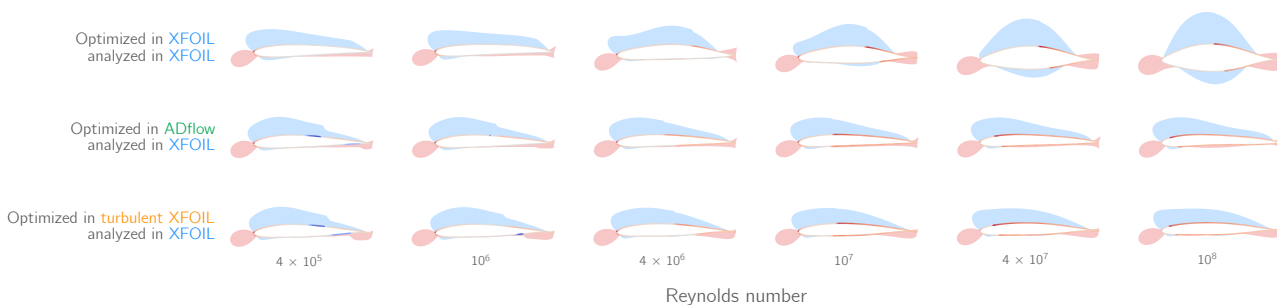 Optimized in XFOIL
analyzed in XFOIL
Optimized in ADflow
analyzed in XFOIL
Optimized in turbulent XFOIL
analyzed in XFOIL
4 × 10⁵
10⁶
4 × 10⁶
10⁷
4 × 10⁷
10⁸
Reynolds number